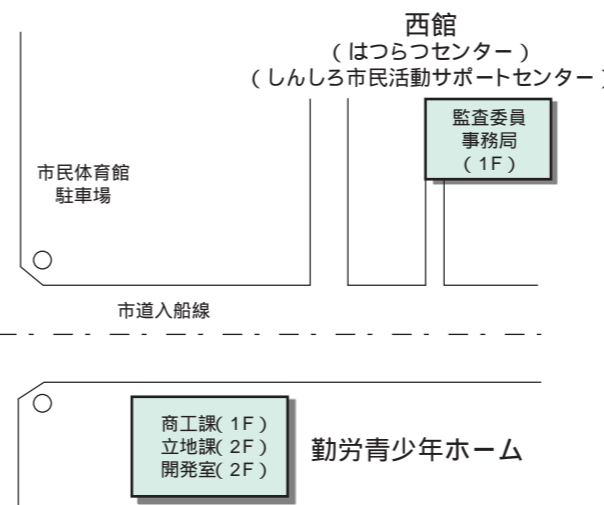 西館
(はつらつセンター)
(しんしろ市民活動サポートセンター)
監査委員
事務局
(1F)
市民体育館
駐車場
市道入船線
商工課(1F)
立地課(2F)
開発室(2F)
勤労青少年ホーム